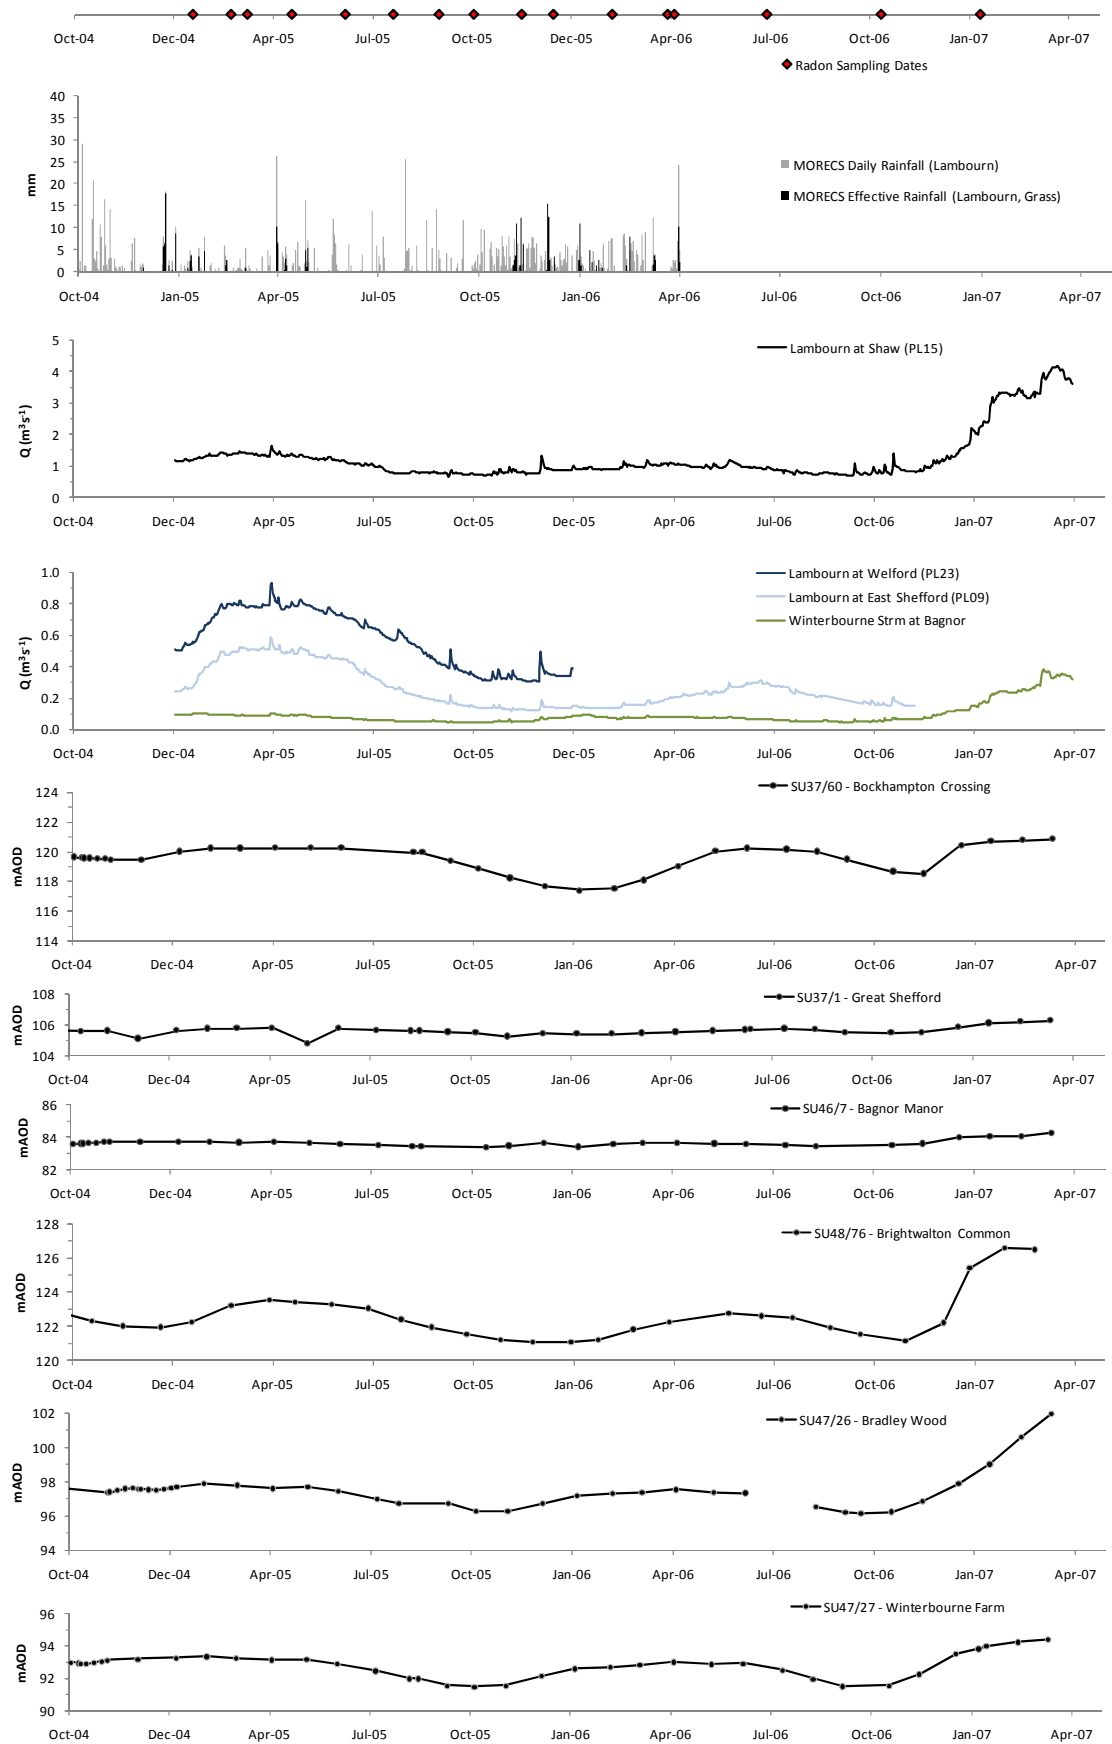 Oct-04 Dec-04 Apr-05 Jul-05 Oct-05 Dec-05 Apr-06 Jul-06 Oct-06 Jan-07 Apr-07
Radon Sampling Dates
40
35
30
25
20
15
10
5
0
mm
MORECS Daily Rainfall (Lambourn)
MORECS Effective Rainfall (Lambourn, Grass)
Oct-04 Jan-05 Apr-05 Jul-05 Oct-05 Jan-06 Apr-06 Jul-06 Oct-06 Jan-07 Apr-07
5
4
3
2
1
0
Q (m³s⁻¹)
Lambourn at Shaw (PL15)
Oct-04 Dec-04 Apr-05 Jul-05 Oct-05 Dec-05 Apr-06 Jul-06 Oct-06 Jan-07 Apr-07
1.0
0.8
0.6
0.4
0.2
0.0
Q (m³s⁻¹)
Lambourn at Welford (PL23)
Lambourn at East Shefford (PL09)
Winterbourne Strm at Bagnor
Oct-04 Dec-04 Apr-05 Jul-05 Oct-05 Dec-05 Apr-06 Jul-06 Oct-06 Jan-07 Apr-07
124
122
120
118
116
114
mAOD
SU37/60 - Bockhampton Crossing
Oct-04 Dec-04 Apr-05 Jul-05 Oct-05 Jan-06 Apr-06 Jul-06 Oct-06 Jan-07 Apr-07
108
106
104
mAOD
SU37/1 - Great Shefford
Oct-04 Dec-04 Apr-05 Jul-05 Oct-05 Jan-06 Apr-06 Jul-06 Oct-06 Jan-07 Apr-07
86
84
82
mAOD
SU46/7 - Bagnor Manor
Oct-04 Dec-04 Apr-05 Jul-05 Oct-05 Jan-06 Apr-06 Jul-06 Oct-06 Jan-07 Apr-07
128
126
124
122
120
mAOD
SU48/76 - Brightwalton Common
Oct-04 Dec-04 Apr-05 Jul-05 Oct-05 Jan-06 Apr-06 Jul-06 Oct-06 Jan-07 Apr-07
102
100
98
96
94
mAOD
SU47/26 - Bradley Wood
Oct-04 Dec-04 Apr-05 Jul-05 Oct-05 Jan-06 Apr-06 Jul-06 Oct-06 Jan-07 Apr-07
96
94
92
90
mAOD
SU47/27 - Winterbourne Farm
Oct-04 Dec-04 Apr-05 Jul-05 Oct-05 Jan-06 Apr-06 Jul-06 Oct-06 Jan-07 Apr-07